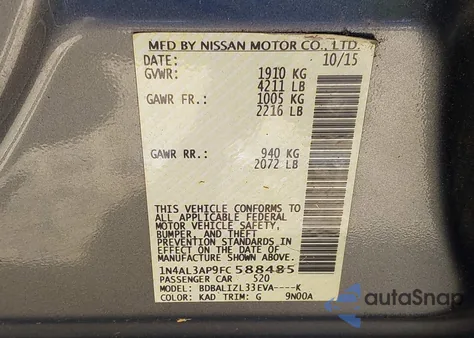 MFD BY NISSAN MOTOR CO., LTD.
DATE: 10/15
GVWR: 1910 KG
4211 LB
GAWR FR.: 1005 KG
2216 LB
GAWR RR.: 940 KG
2072 LB
THIS VEHICLE CONFORMS TO
ALL APPLICABLE FEDERAL
MOTOR VEHICLE SAFETY,
BUMPER, AND THEFT
PREVENTION STANDARDS IN
EFFECT ON THE DATE OF
MANUFACTURE SHOWN ABOVE.
1N4AL3AP9FC588485
PASSENGER CAR S20
MODEL: BDBALIZL33EVA----K
COLOR: KAD TRIM: G 9N00A
autoSnap